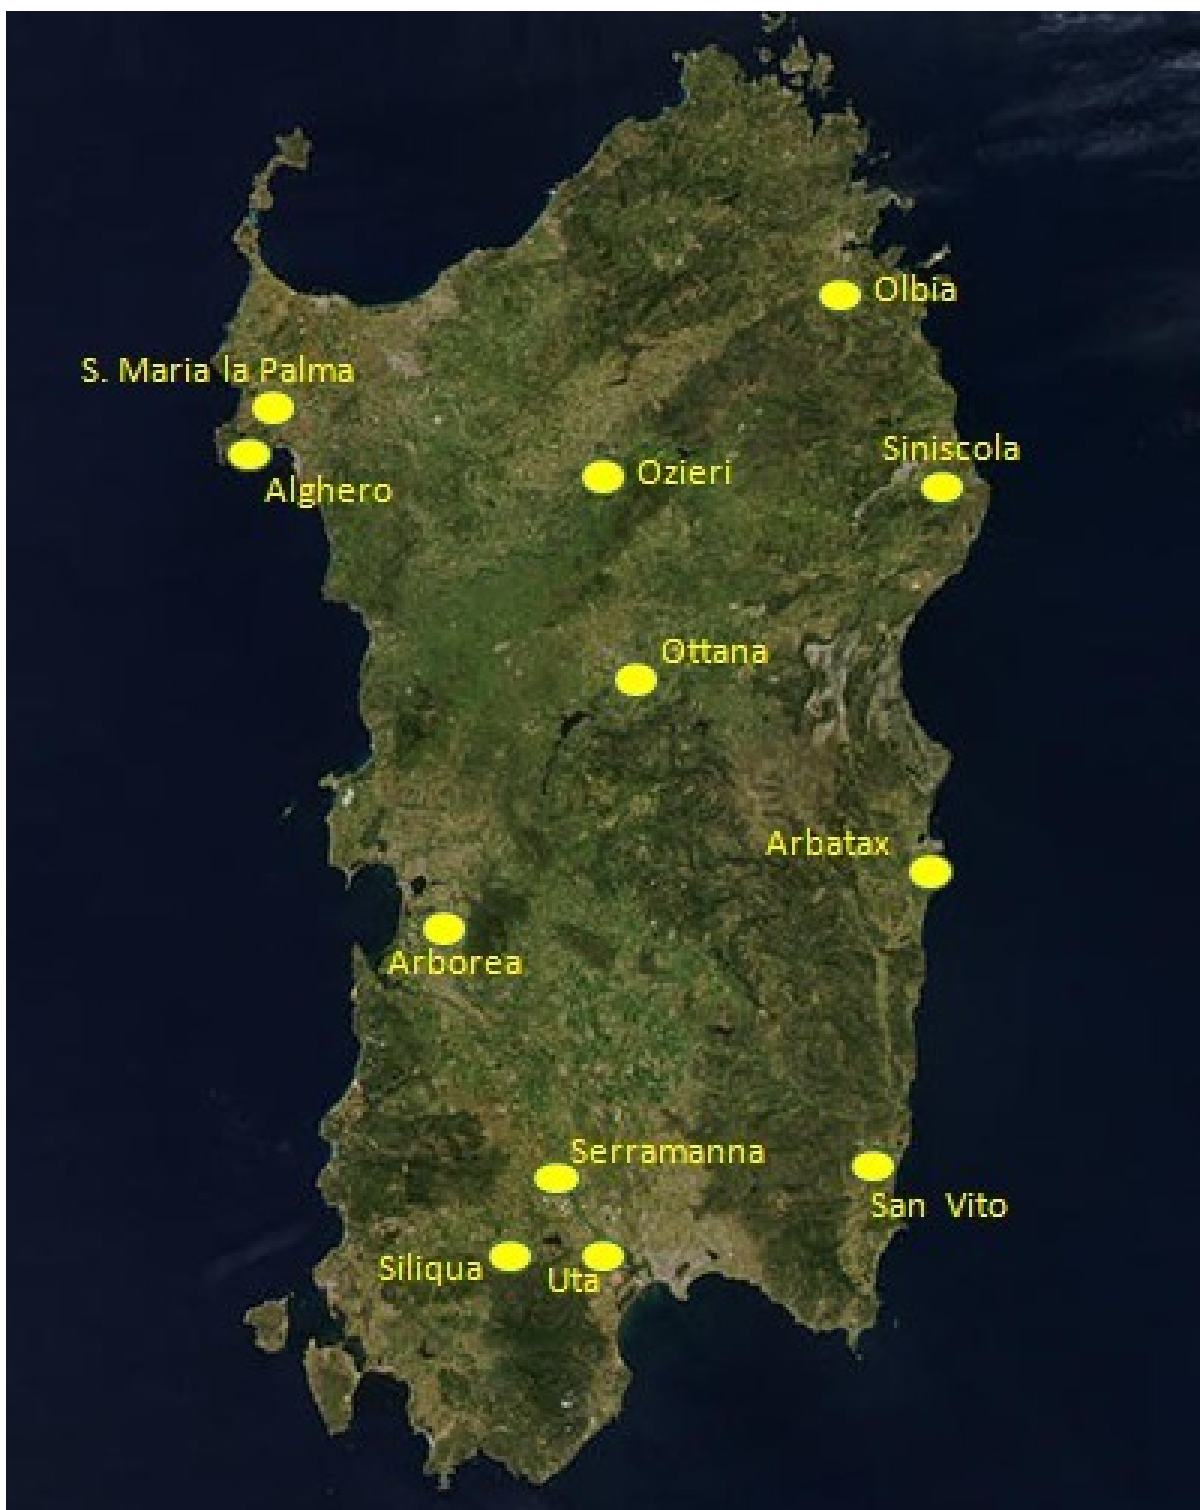 Olbia
S. Maria la Palma
Siniscola
Ozieri
Alghero
Ottana
Arbatax
Arborea
Serramanna
San Vito
Siliqua
Uta